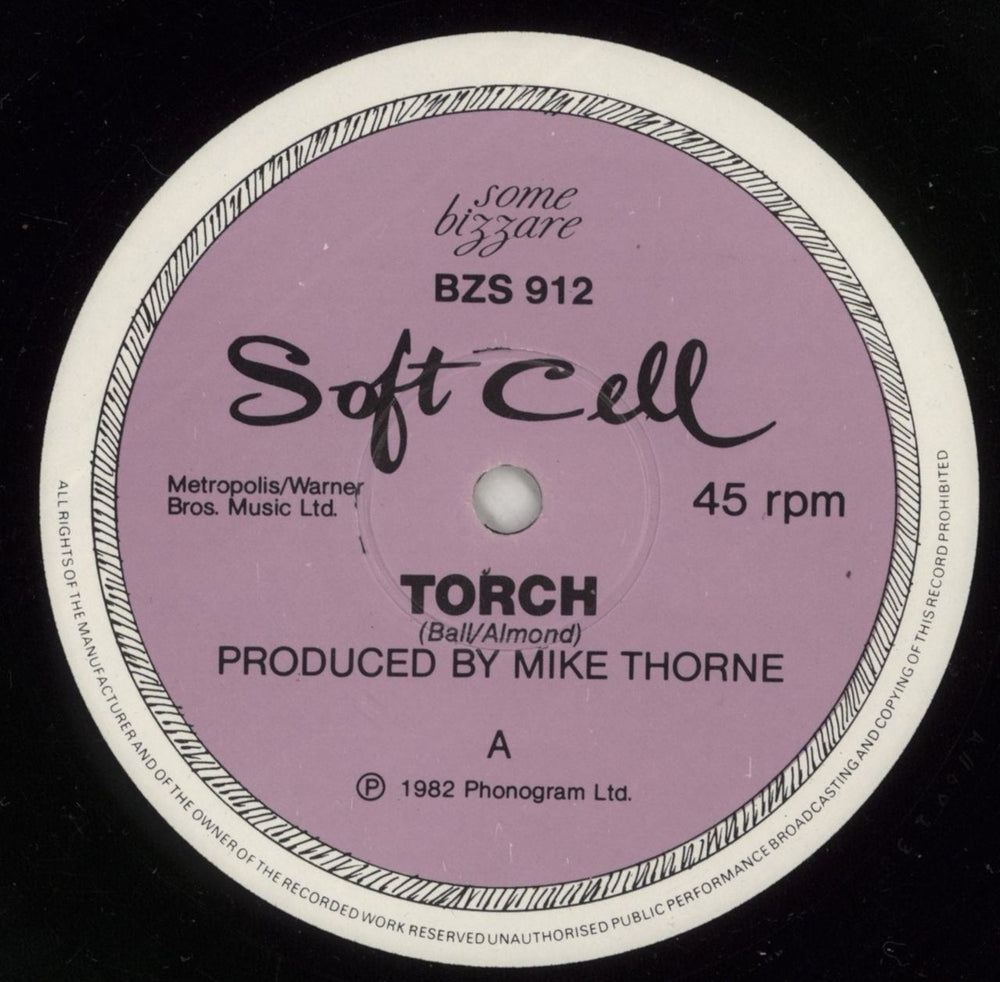 some
bizzare
BZS 912
Soft Cell
Metropolis/Warner
Bros. Music Ltd.
45 rpm
TORCH
(Ball/Almond)
PRODUCED BY MIKE THORNE
A
Ⓟ 1982 Phonogram Ltd.
ALL RIGHTS OF THE MANUFACTURER AND OF THE OWNER OF THE RECORDED WORK RESERVED UNAUTHORISED PUBLIC PERFORMANCE BROADCASTING AND COPYING OF THIS RECORD PROHIBITED